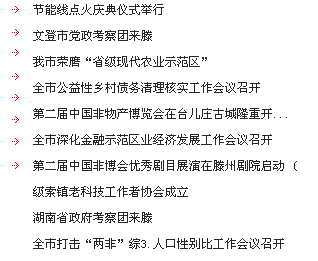 节能线点火庆典仪式举行
文登市党政考察团来滕
我市荣膺“省级现代农业示范区”
全市公益性乡村债务清理核实工作会议召开
第二届中国非物产博览会在台儿庄古城隆重开...
全市深化金融示范区业经济发展工作会议召开
第二届中国非博会优秀剧目展演在滕州剧院启动（
级索镇老科技工作者协会成立
湖南省政府考察团来滕
全市打击“两非”综3.人口性别比工作会议召开